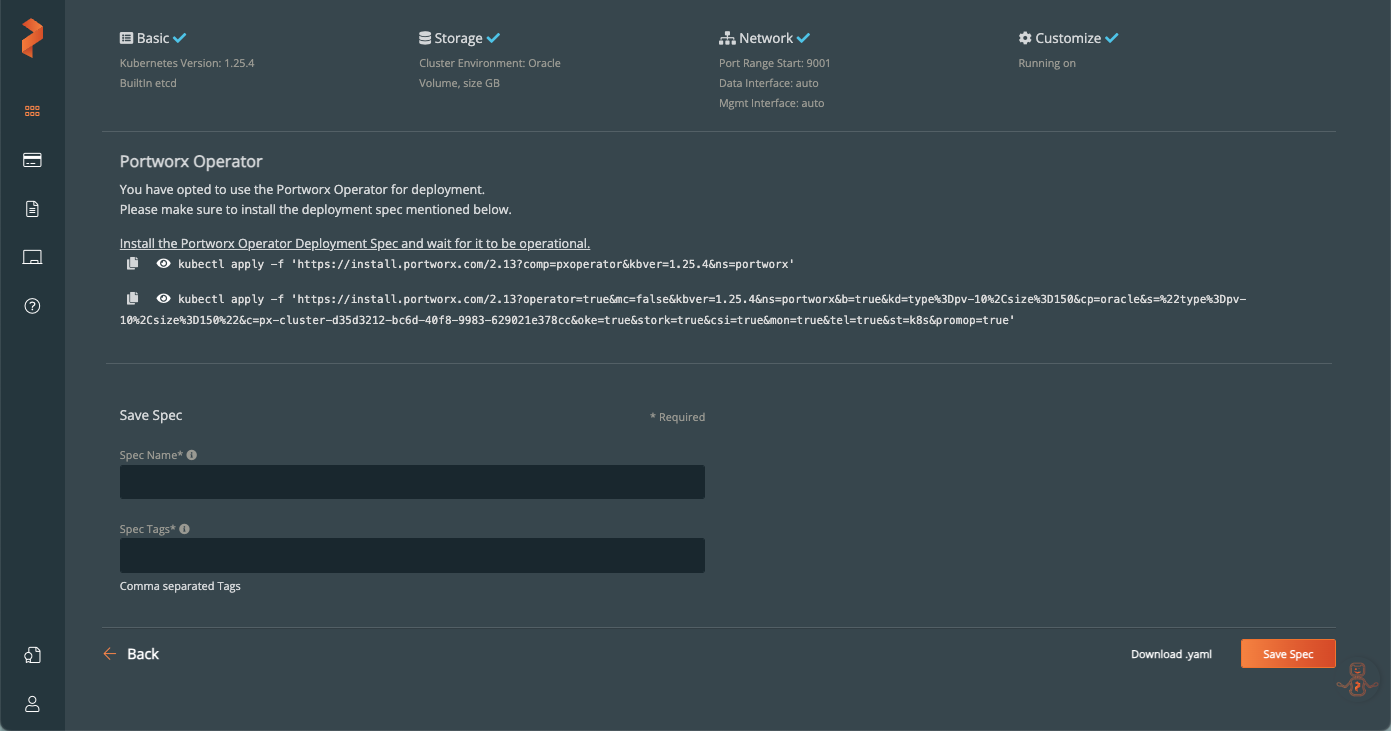 Basic
Kubernetes Version: 1.25.4
BuiltIn etcd
Storage
Cluster Environment: Oracle
Volume, size GB
Network
Port Range Start: 9001
Data Interface: auto
Mgmt Interface: auto
Customize
Running on
Portworx Operator
You have opted to use the Portworx Operator for deployment.
Please make sure to install the deployment spec mentioned below.
Install the Portworx Operator Deployment Spec and wait for it to be operational.
kubectl apply -f 'https://install.portworx.com/2.13?comp=pxoperator&kbver=1.25.4&ns=portworx'
kubectl apply -f 'https://install.portworx.com/2.13?operator=true&mc=false&kbver=1.25.4&ns=portworx&b=true&kd=type%3Dpv-10%2Csize%3D150&cp=oracle&s=%22type%3Dpv-
10%2Csize%3D150%22&c=px-cluster-d35d3212-bc6d-40f8-9983-629021e378cc&oke=true&stork=true&csi=true&mon=true&tel=true&st=k8s&promop=true'
Save Spec
* Required
Spec Name*
Spec Tags*
Comma separated Tags
Back
Download .yaml
Save Spec